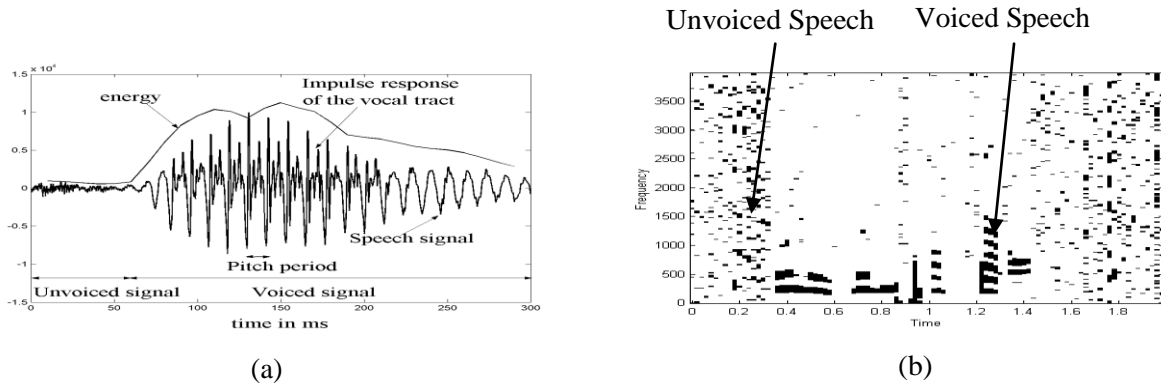 Unvoiced Speech
Voiced Speech
1.5 x 10⁴
1
0.5
0
-0.5
-1
-1.5
energy
Impulse response
of the vocal tract
Speech signal
Pitch period
Unvoiced signal
Voiced signal
0 50 100 150 200 250 300
time in ms
(a)
Frequency
3500
3000
2500
2000
1500
1000
500
0
0 0.2 0.4 0.6 0.8 1 1.2 1.4 1.6 1.8
Time
(b)